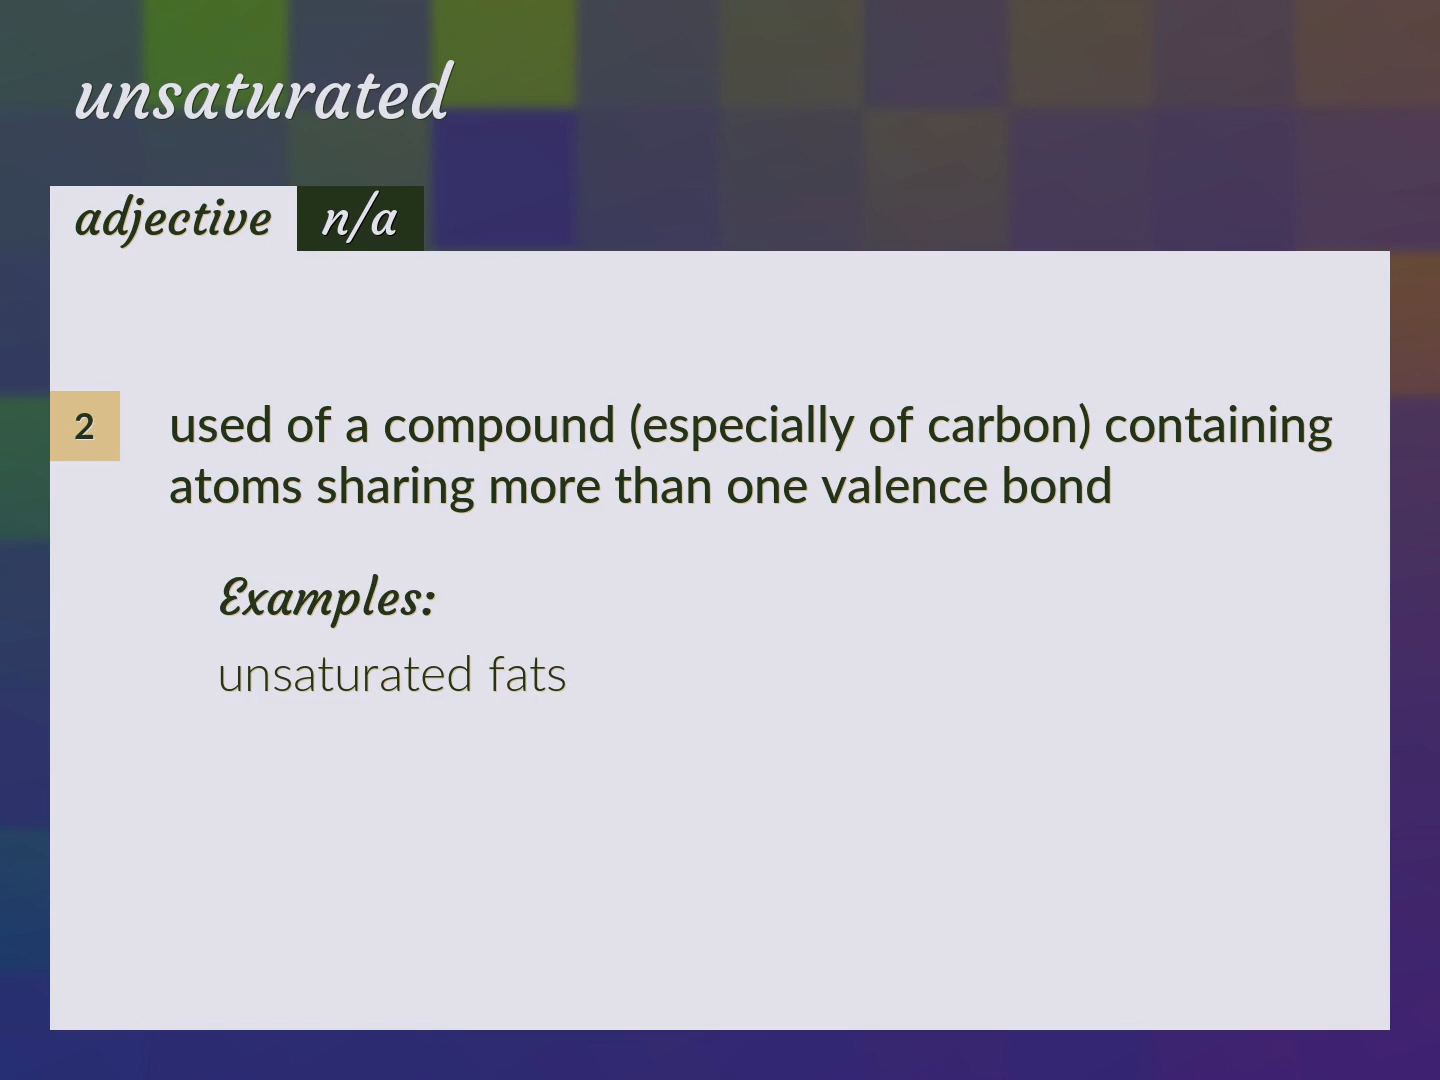 unsaturated
adjective n/a
2 used of a compound (especially of carbon) containing
atoms sharing more than one valence bond
Examples:
unsaturated fats